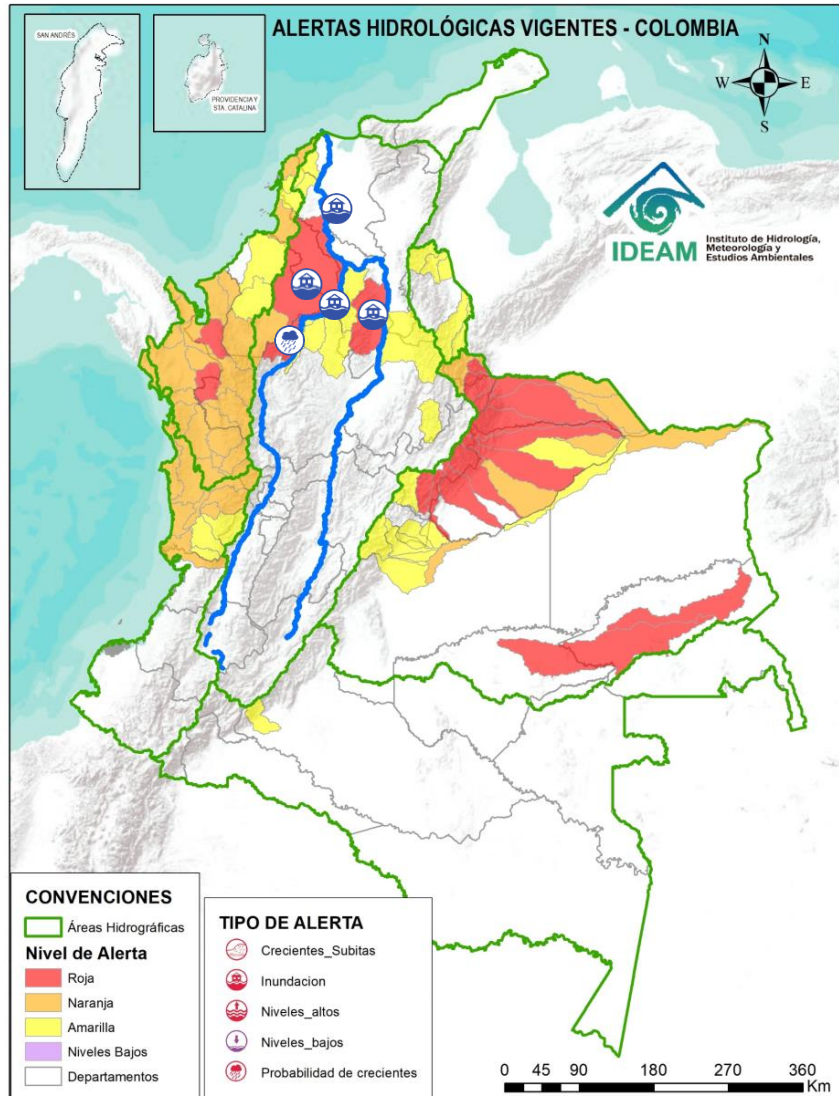 ALERTAS HIDROLÓGICAS VIGENTES - COLOMBIA
SAN ANDRÉS
PROVIDENCIA Y
STA. CATALINA
N
W
E
S
IDEAM
Instituto de Hidrología,
Meteorología y
Estudios Ambientales
CONVENCIONES
Áreas Hidrográficas
Nivel de Alerta
Roja
Naranja
Amarilla
Niveles Bajos
Departamentos
TIPO DE ALERTA
Crecientes_Subitas
Inundacion
Niveles_altos
Niveles_bajos
Probabilidad de crecientes
0 45 90 180 270 360
Km